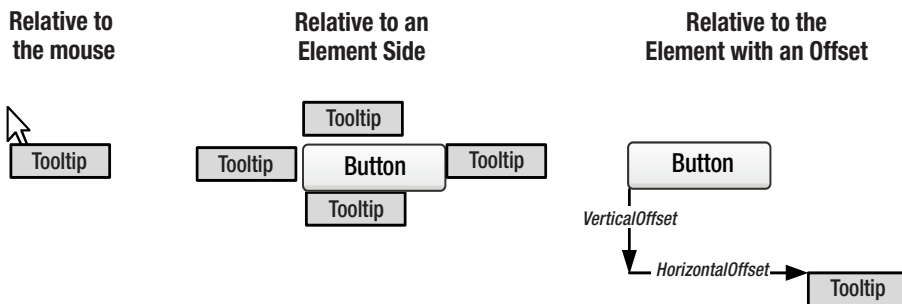 Relative to
the mouse
Tooltip
Relative to an
Element Side
Tooltip
Tooltip
Button
Tooltip
Tooltip
Relative to the
Element with an Offset
Button
VerticalOffset
HorizontalOffset
Tooltip